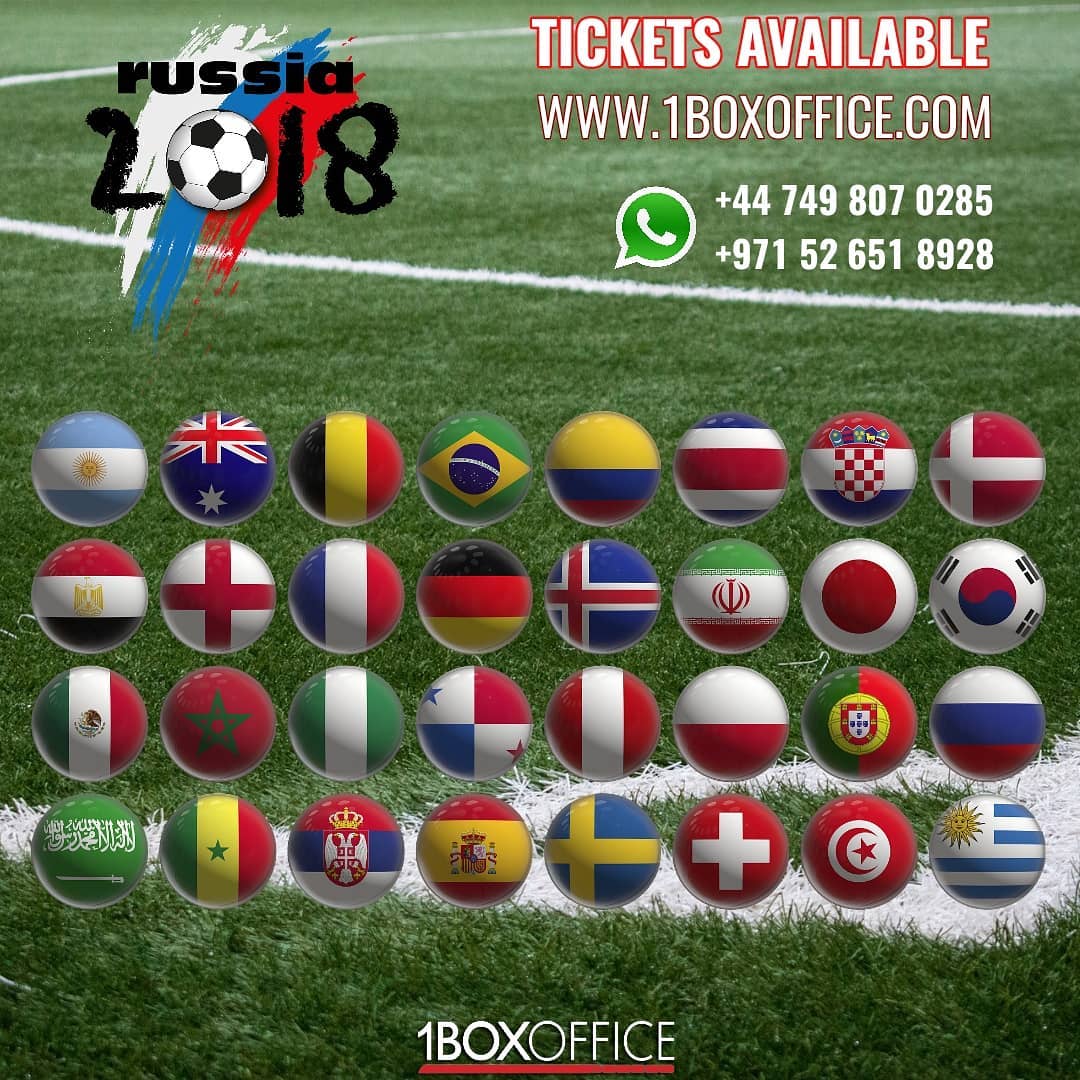 russia
2018
TICKETS AVAILABLE
WWW.1BOXOFFICE.COM
+44 749 807 0285
+971 52 651 8928
1BOXOFFICE